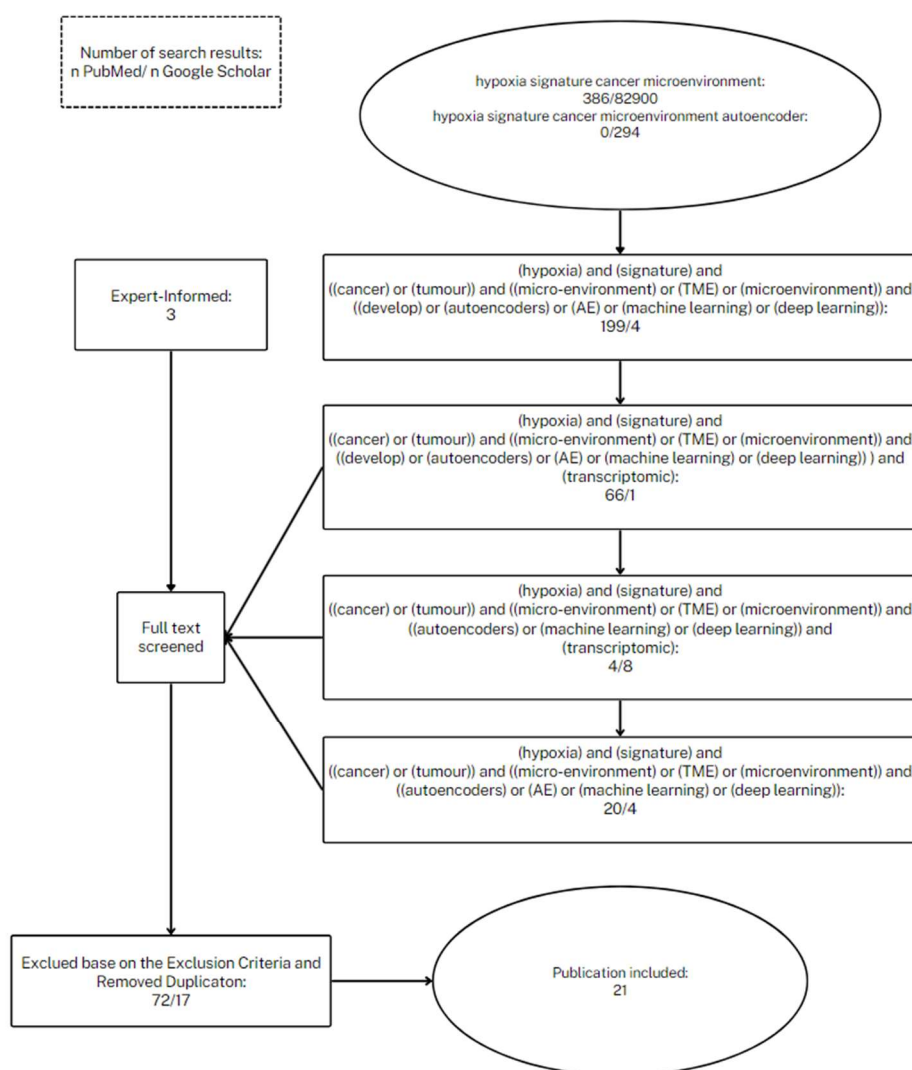 Number of search results:
n PubMed/ n Google Scholar
hypoxia signature cancer microenvironment:
386/82900
hypoxia signature cancer microenvironment autoencoder:
0/294
(hypoxia) and (signature) and
((cancer) or (tumour)) and ((micro-environment) or (TME) or (microenvironment)) and
((develop) or (autoencoders) or (AE) or (machine learning) or (deep learning)):
199/4
Expert-Informed:
3
(hypoxia) and (signature) and
((cancer) or (tumour)) and ((micro-environment) or (TME) or (microenvironment)) and
((develop) or (autoencoders) or (AE) or (machine learning) or (deep learning)) ) and
(transcriptomic):
66/1
(hypoxia) and (signature) and
((cancer) or (tumour)) and ((micro-environment) or (TME) or (microenvironment)) and
((autoencoders) or (machine learning) or (deep learning)) and
(transcriptomic):
4/8
Full text
screened
(hypoxia) and (signature) and
((cancer) or (tumour)) and ((micro-environment) or (TME) or (microenvironment)) and
((autoencoders) or (AE) or (machine learning) or (deep learning)):
20/4
Exclued base on the Exclusion Criteria and
Removed Duplicaton:
72/17
Publication included:
21